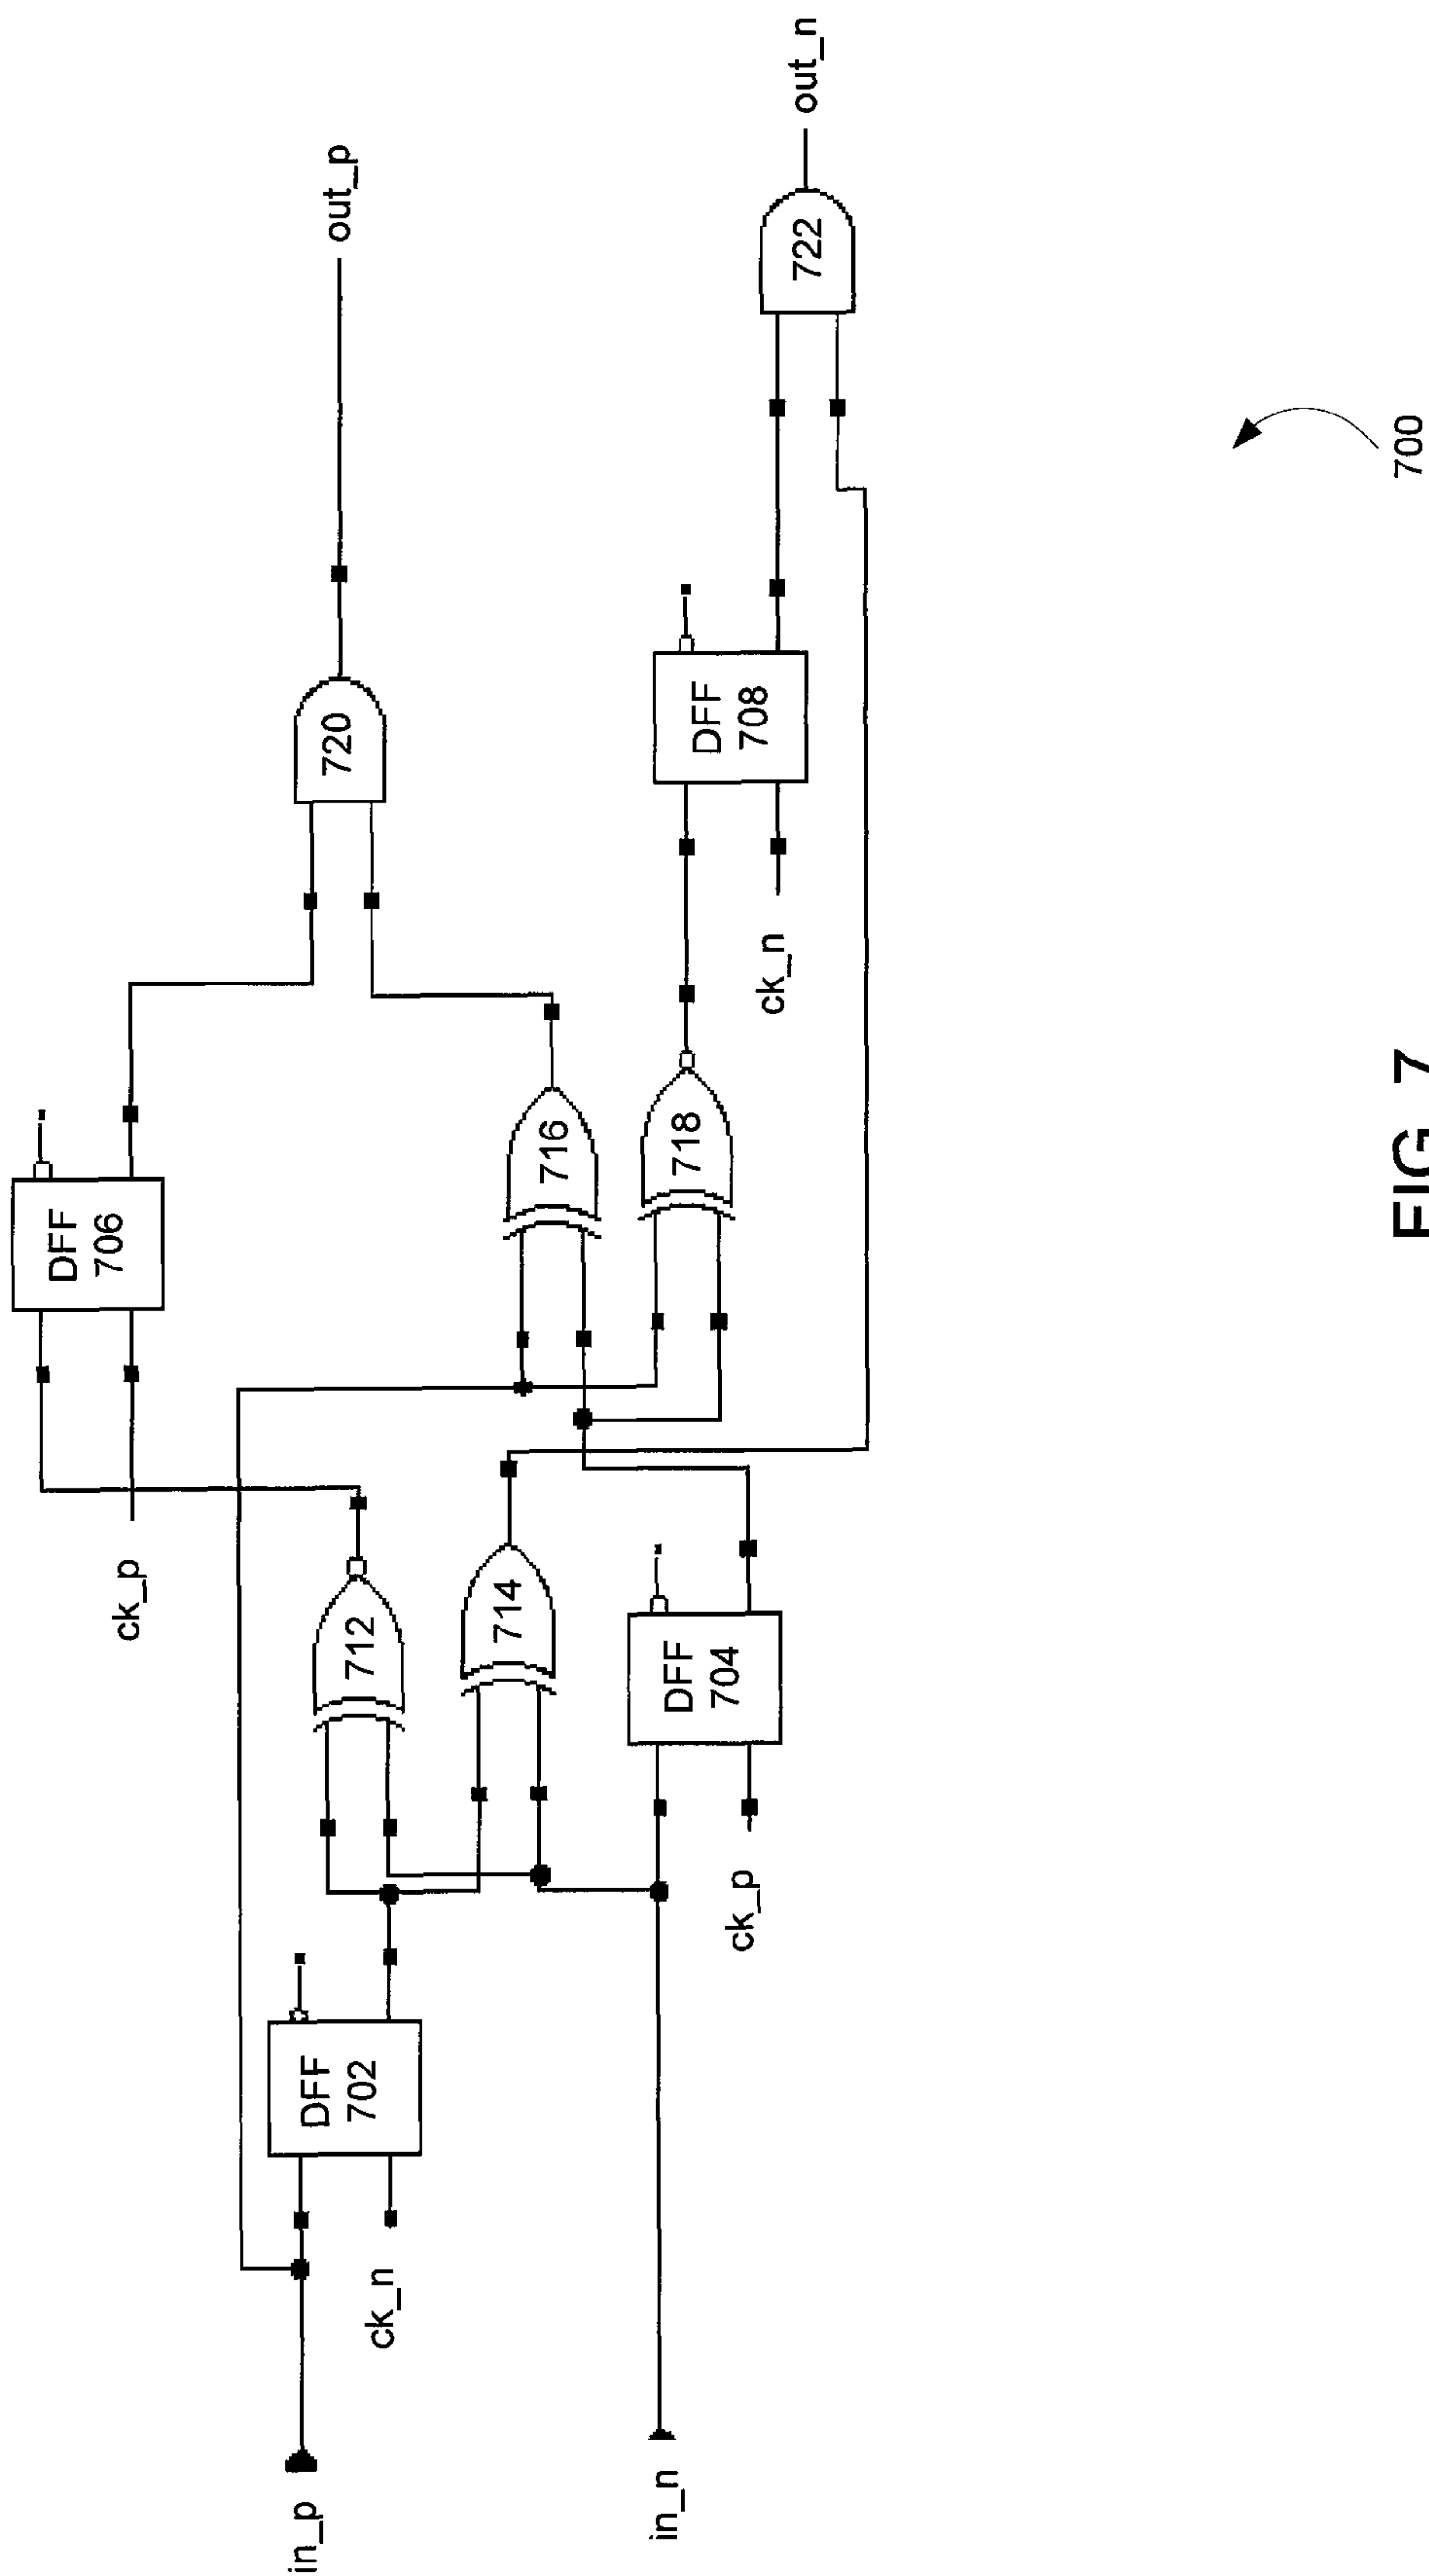 in_p
ck_n
DFF
702
in_n
ck_p
DFF
704
712
714
ck_p
DFF
706
716
718
ck_n
DFF
708
720
722
out_p
out_n
700
FIG. 7